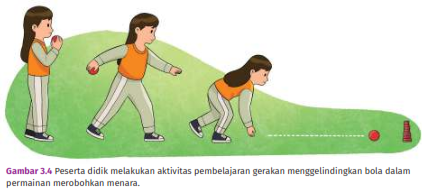 Gambar 3.4 Peserta didik melakukan aktivitas pembelajaran gerakan menggelindingkan bola dalam
permainan merobohkan menara.